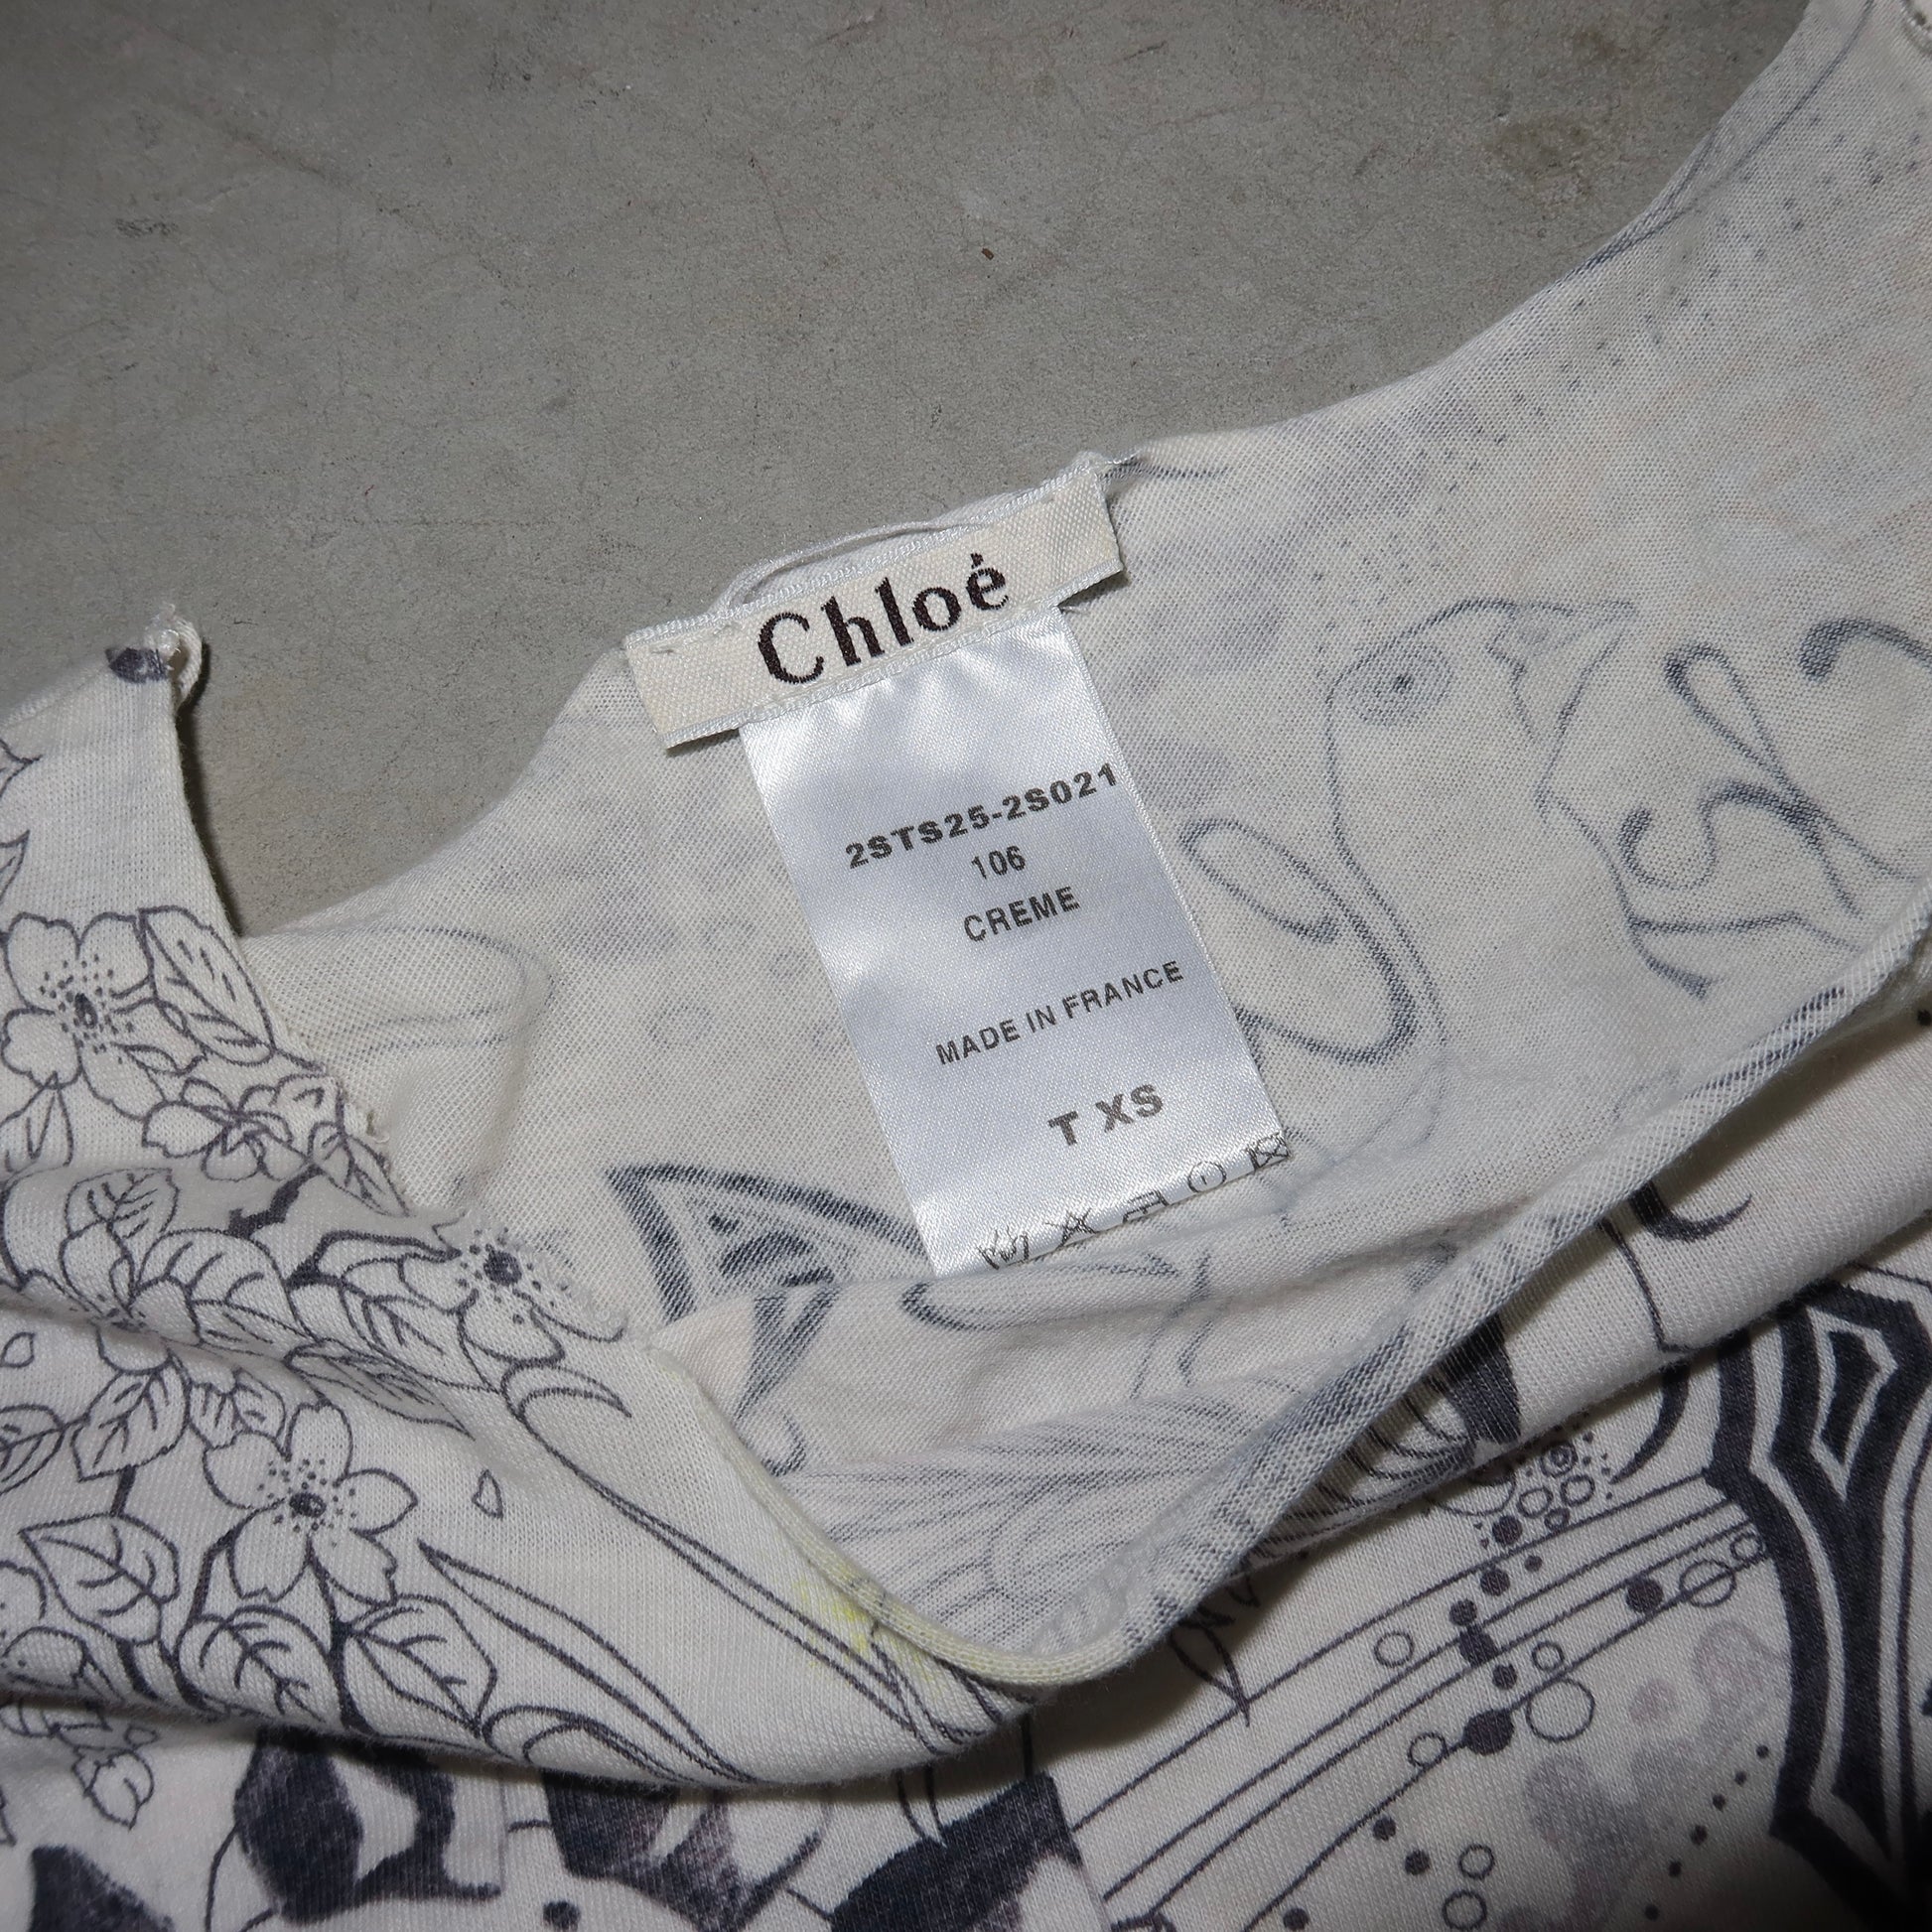 Chloé
2STS25-2S021
106
CREME
MADE IN FRANCE
T XS